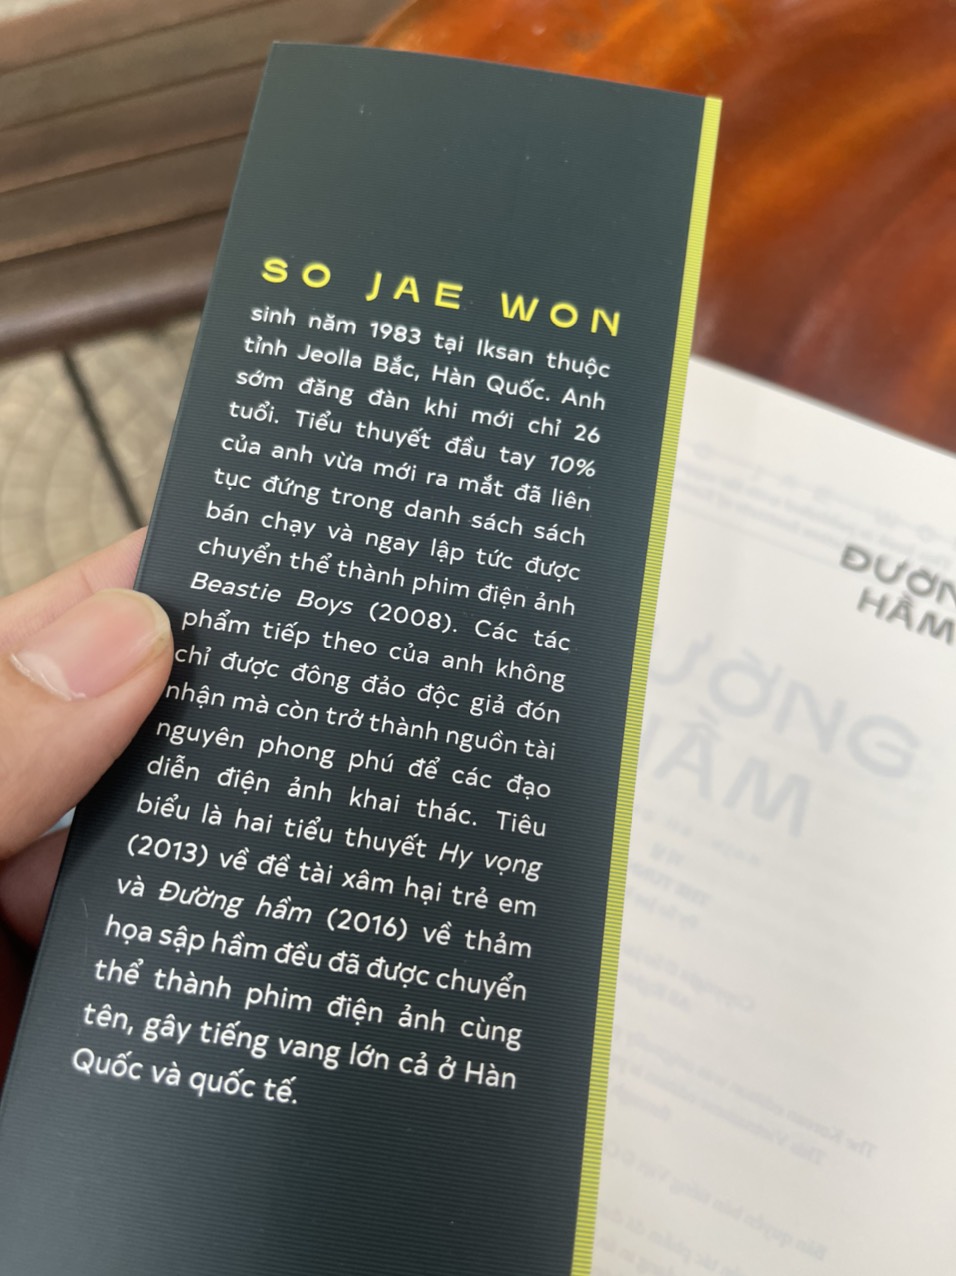 SO JAE WON
sinh năm 1983 tại Iksan thuộc
tỉnh Jeolla Bắc, Hàn Quốc. Anh
sớm đăng đàn khi mới chỉ 26
tuổi. Tiểu thuyết đầu tay 10%
của anh vừa mới ra mắt đã liên
tục đứng trong danh sách sách
bán chạy và ngay lập tức được
chuyển thể thành phim điện ảnh
Beastie Boys (2008). Các tác
phẩm tiếp theo của anh không
chỉ được đông đảo độc giả đón
nhận mà còn trở thành nguồn tài
nguyên phong phú để các đạo
diễn điện ảnh khai thác. Tiêu
biểu là hai tiểu thuyết Hy vọng
(2013) về đề tài xâm hại trẻ em
và Đường hầm (2016) về thảm
họa sập hầm đều đã được chuyển
thể thành phim điện ảnh cùng
tên, gây tiếng vang lớn cả ở Hàn
Quốc và quốc tế.
HẦM